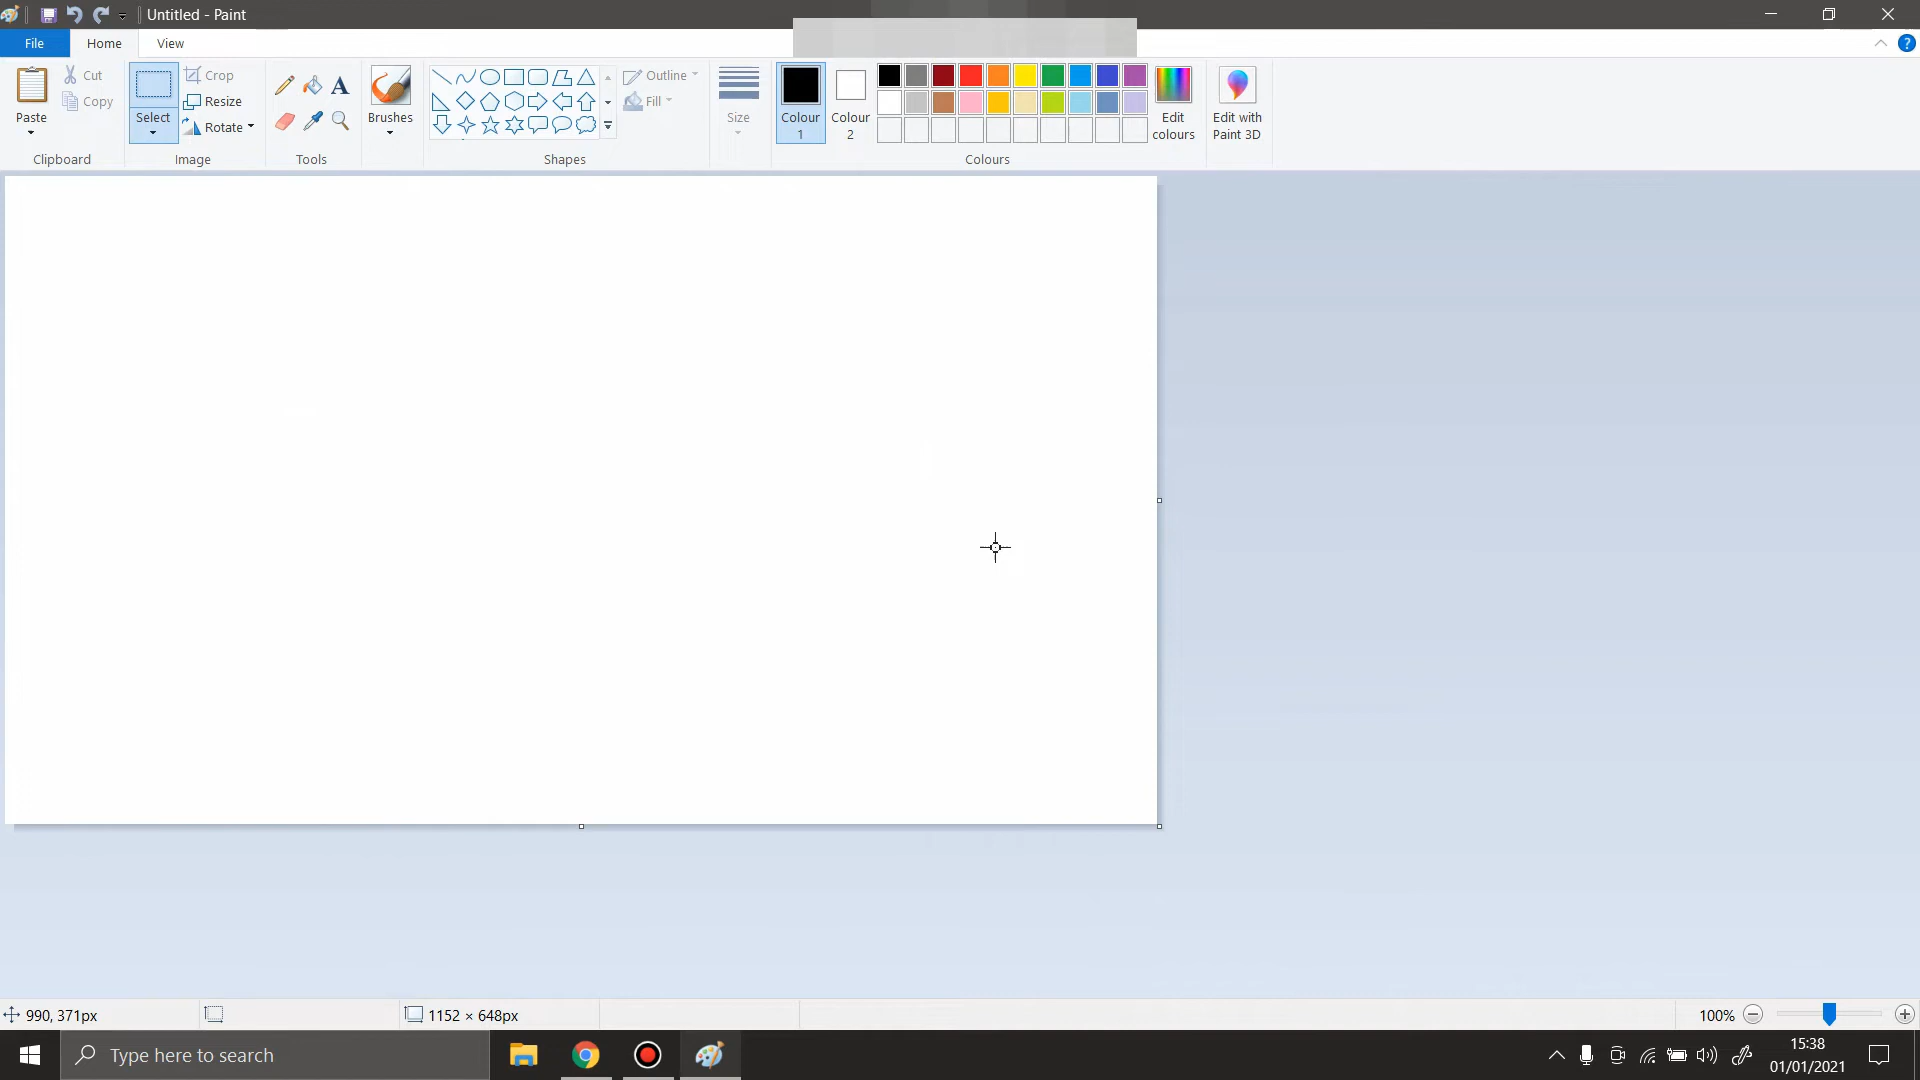 Untitled - Paint
File Home View
Paste Cut Copy
Clipboard
Select Crop Resize Rotate
Image
Tools
Brushes
Outline Fill
Shapes
Size
Colour 1
Colour 2
Edit colours
Colours
Edit with Paint 3D
?
A
990, 371px
1152 × 648px
100%
Type here to search
15:38
01/01/2021